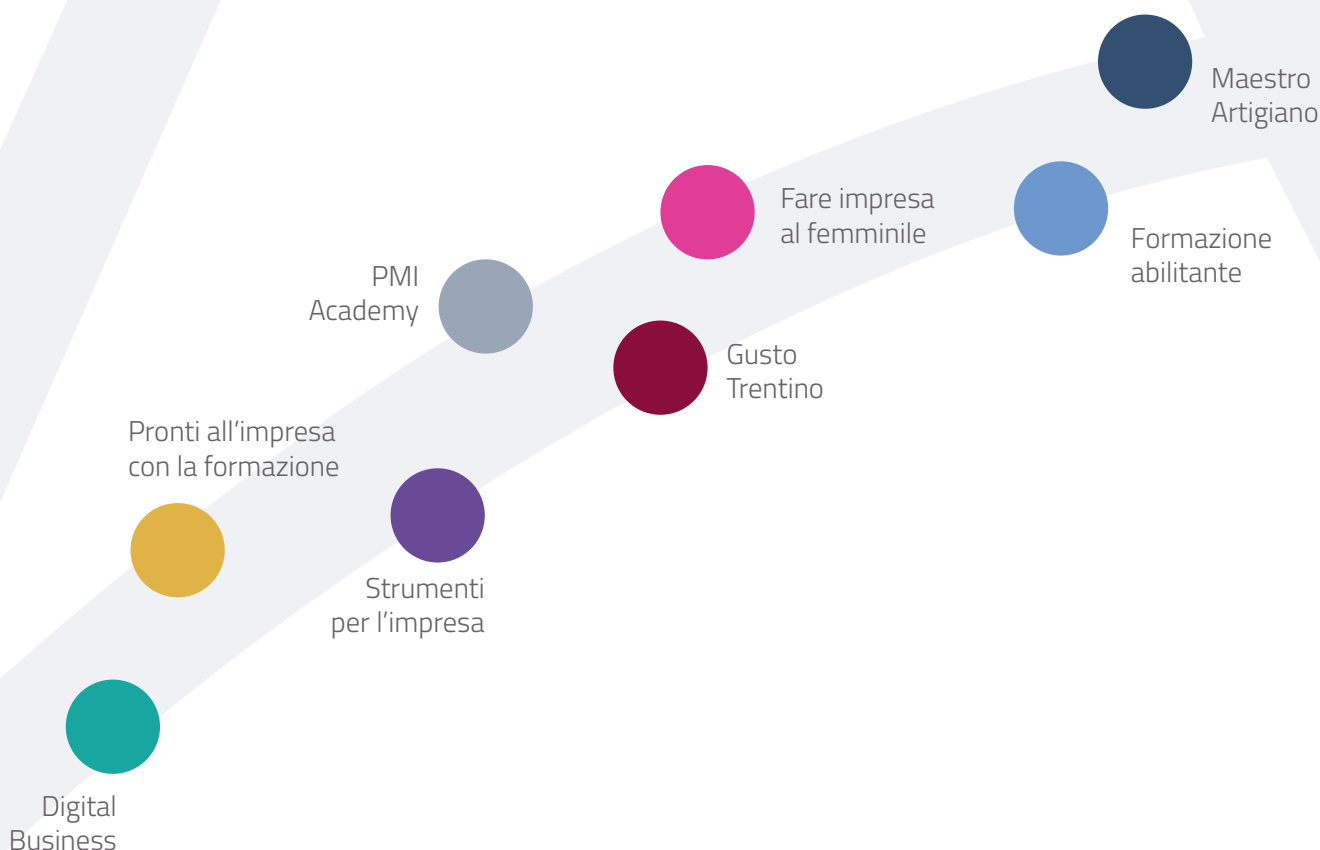 Maestro
Artigiano
Fare impresa
al femminile
Formazione
abilitante
PMI
Academy
Gusto
Trentino
Pronti all’impresa
con la formazione
Strumenti
per l’impresa
Digital
Business